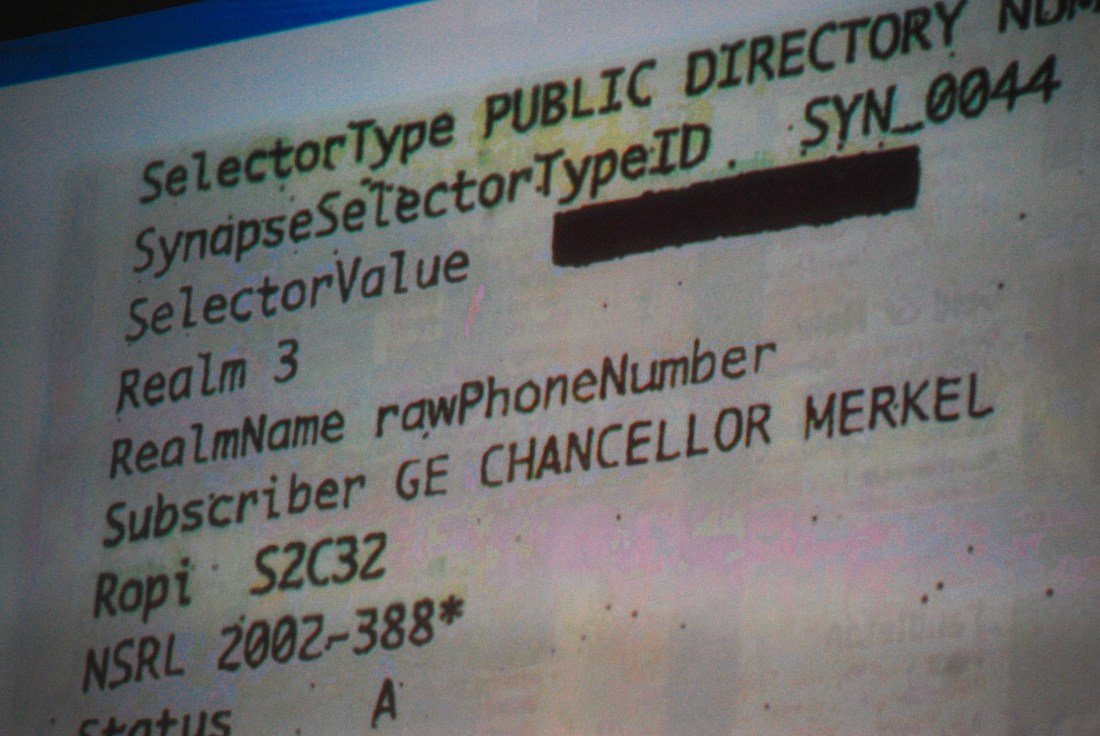 SelectorType PUBLIC DIRECTORY
SynapseSelectorTypeID . SYN_0044
SelectorValue
Realm 3
RealmName rawPhoneNumber
Subscriber GE CHANCELLOR MERKEL
Ropi S2C32
NSRL 2002-388*
Status A